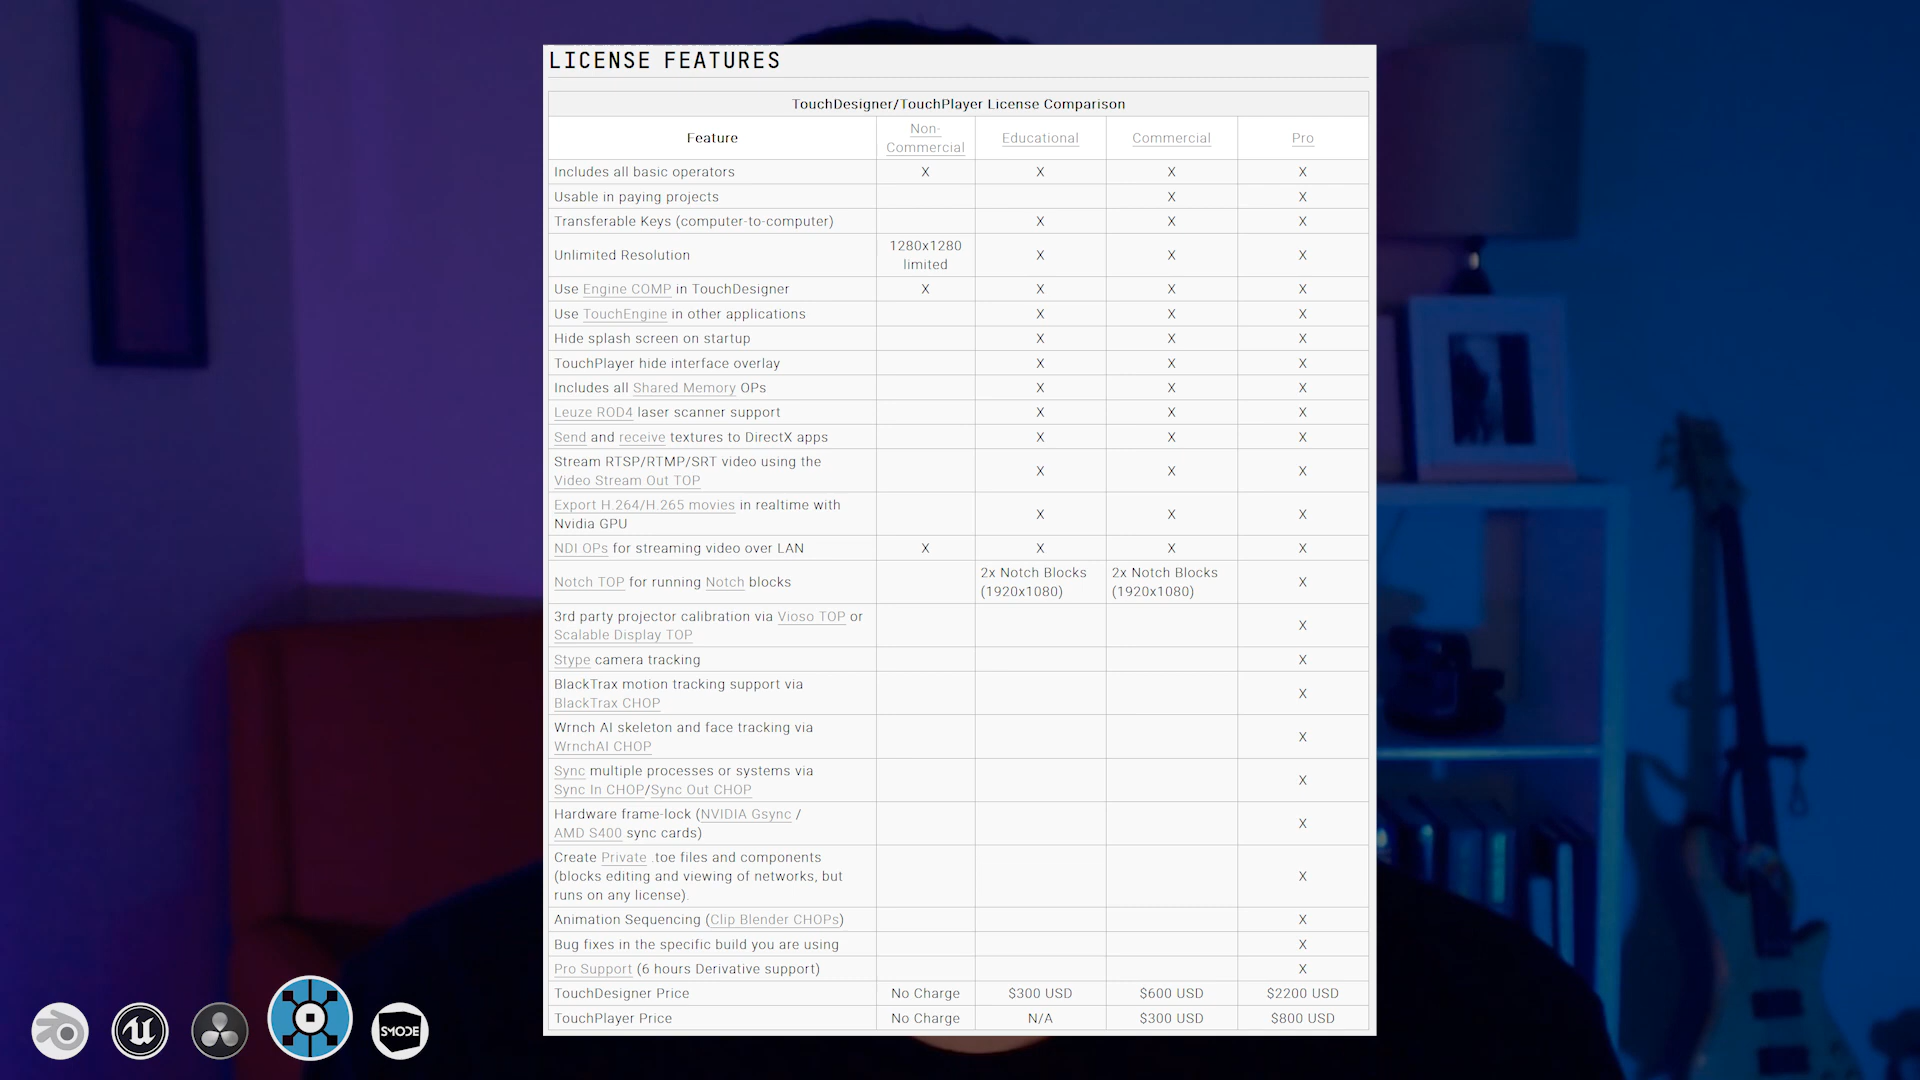 LICENSE FEATURES
TouchDesigner/TouchPlayer License Comparison
Feature Non-Commercial Educational Commercial Pro
Includes all basic operators X X X X
Usable in paying projects X X
Transferable Keys (computer-to-computer) X X X
Unlimited Resolution 1280x1280 limited X X X
Use Engine COMP in TouchDesigner X X X X
Use TouchEngine in other applications X X X
Hide splash screen on startup X X X
TouchPlayer hide interface overlay X X X
Includes all Shared Memory OPs X X X
Leuze ROD4 laser scanner support X X X
Send and receive textures to DirectX apps X X X
Stream RTSP/RTMP/SRT video using the
Video Stream Out TOP X X X
Export H.264/H.265 movies in realtime with
Nvidia GPU X X X
NDI OPs for streaming video over LAN X X X X
Notch TOP for running Notch blocks 2x Notch Blocks (1920x1080) 2x Notch Blocks (1920x1080) X
3rd party projector calibration via Vioso TOP or
Scalable Display TOP X
Stype camera tracking X
BlackTrax motion tracking support via
BlackTrax CHOP X
Wrnch AI skeleton and face tracking via
WrnchAI CHOP X
Sync multiple processes or systems via
Sync In CHOP/Sync Out CHOP X
Hardware frame-lock (NVIDIA Gsync /
AMD S400 sync cards) X
Create Private .toe files and components
(blocks editing and viewing of networks, but
runs on any license). X
Animation Sequencing (Clip Blender CHOPs) X
Bug fixes in the specific build you are using X
Pro Support (6 hours Derivative support) X
TouchDesigner Price No Charge $300 USD $600 USD $2200 USD
TouchPlayer Price No Charge N/A $300 USD $800 USD
SMODE